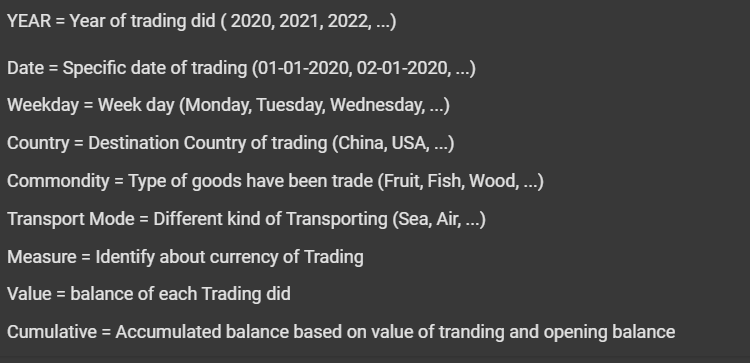 YEAR = Year of trading did ( 2020, 2021, 2022, ...)
Date = Specific date of trading (01-01-2020, 02-01-2020, ...)
Weekday = Week day (Monday, Tuesday, Wednesday, ...)
Country = Destination Country of trading (China, USA, ...)
Commondity = Type of goods have been trade (Fruit, Fish, Wood, ...)
Transport Mode = Different kind of Transporting (Sea, Air, ...)
Measure = Identify about currency of Trading
Value = balance of each Trading did
Cumulative = Accumulated balance based on value of tranding and opening balance